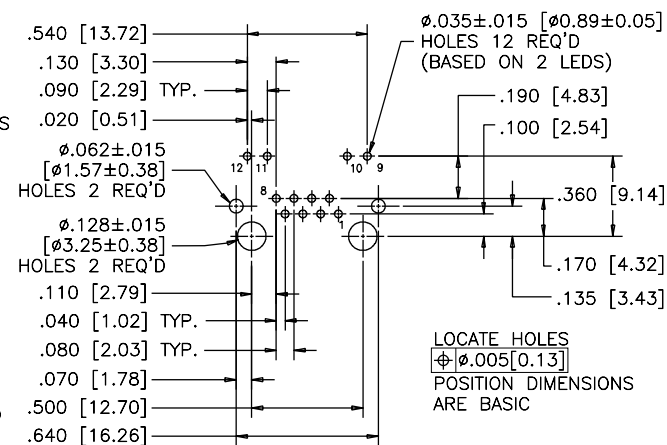 .540 [13.72]
.130 [3.30]
.090 [2.29] TYP.
S .020 [0.51]
ø.062±.015
[ø1.57±0.38]
HOLES 2 REQ'D
ø.128±.015
[ø3.25±0.38]
HOLES 2 REQ'D
.110 [2.79]
.040 [1.02] TYP.
.080 [2.03] TYP.
.070 [1.78]
.500 [12.70]
.640 [16.26]
12 11 10 9
8
1
ø.035±.015 [ø0.89±0.05]
HOLES 12 REQ'D
(BASED ON 2 LEDS)
.190 [4.83]
.100 [2.54]
.360 [9.14]
.170 [4.32]
.135 [3.43]
LOCATE HOLES
⌖ ø.005[0.13]
POSITION DIMENSIONS
ARE BASIC